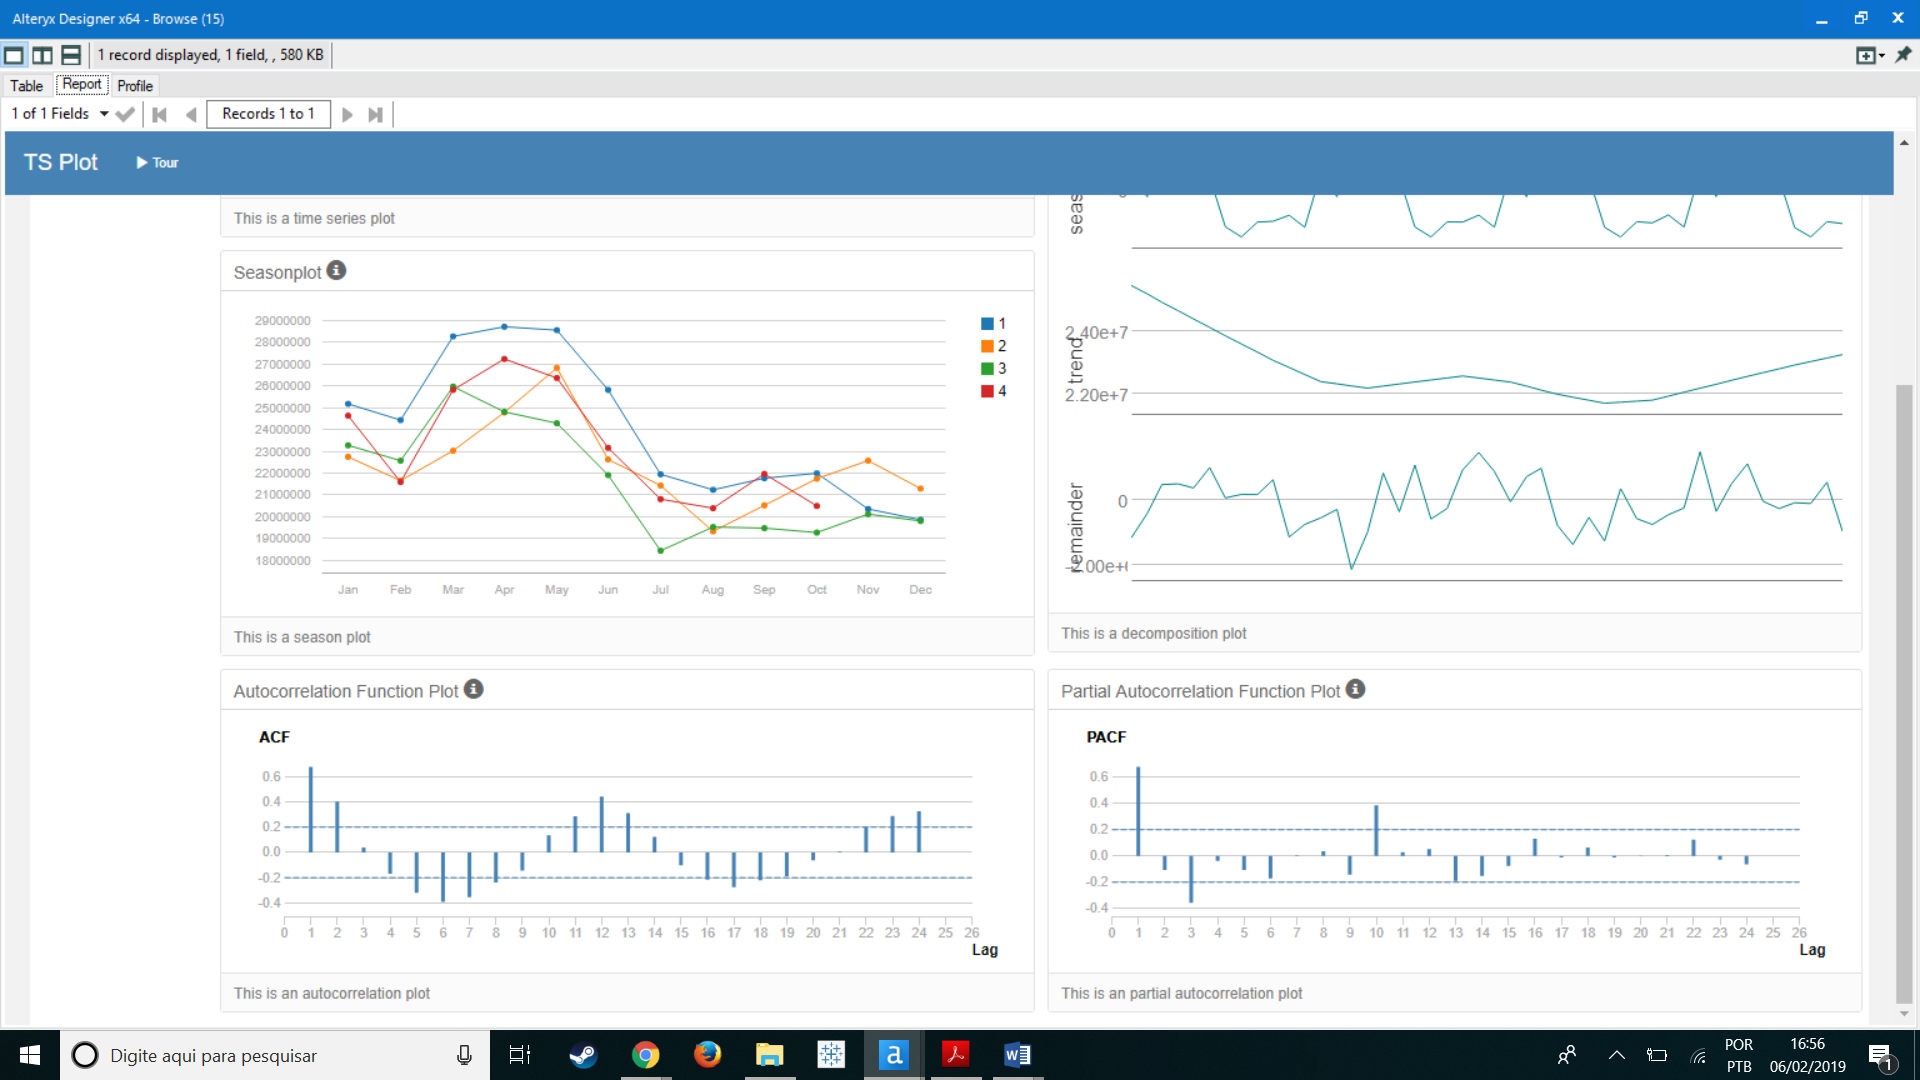 Alteryx Designer x64 - Browse (15)
1 record displayed, 1 field, , 580 KB
Table Report Profile
1 of 1 Fields Records 1 to 1
TS Plot Tour
This is a time series plot
Seasonplot
29000000
28000000
27000000
26000000
25000000
24000000
23000000
22000000
21000000
20000000
19000000
18000000
Jan Feb Mar Apr May Jun Jul Aug Sep Oct Nov Dec
1
2
3
4
This is a season plot
seas
2.40e+7
trend
2.20e+7
0
remainder
This is a decomposition plot
Autocorrelation Function Plot
ACF
0.6
0.4
0.2
0.0
-0.2
-0.4
0 1 2 3 4 5 6 7 8 9 10 11 12 13 14 15 16 17 18 19 20 21 22 23 24 25 26
Lag
This is an autocorrelation plot
Partial Autocorrelation Function Plot
PACF
0.6
0.4
0.2
0.0
-0.2
-0.4
0 1 2 3 4 5 6 7 8 9 10 11 12 13 14 15 16 17 18 19 20 21 22 23 24 25 26
Lag
This is an partial autocorrelation plot
Digite aqui para pesquisar
POR
PTB
16:56
06/02/2019
1